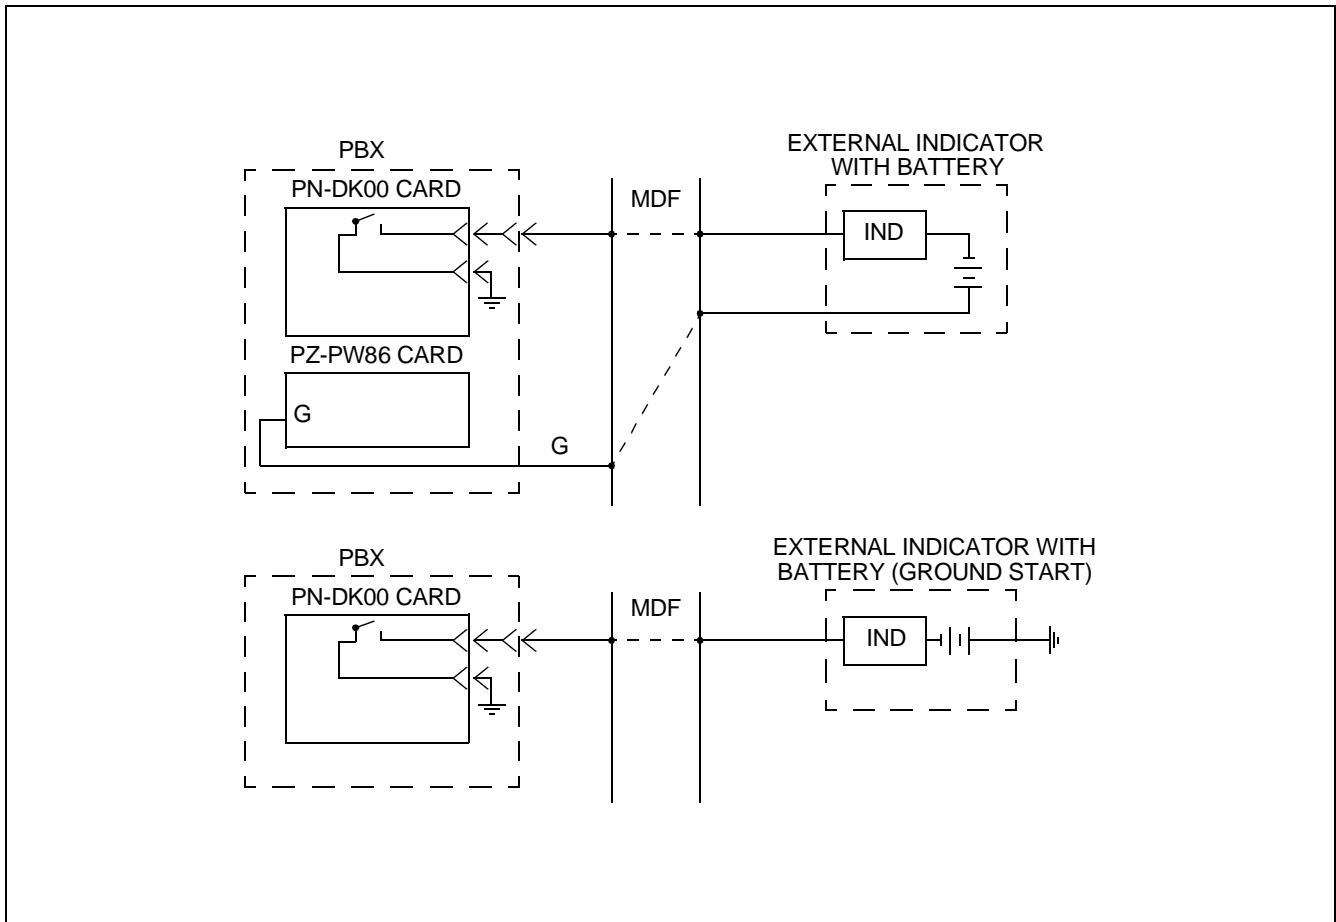 PBX
PN-DK00 CARD
MDF
EXTERNAL INDICATOR
WITH BATTERY
IND
PZ-PW86 CARD
G
G
PBX
PN-DK00 CARD
MDF
EXTERNAL INDICATOR WITH
BATTERY (GROUND START)
IND